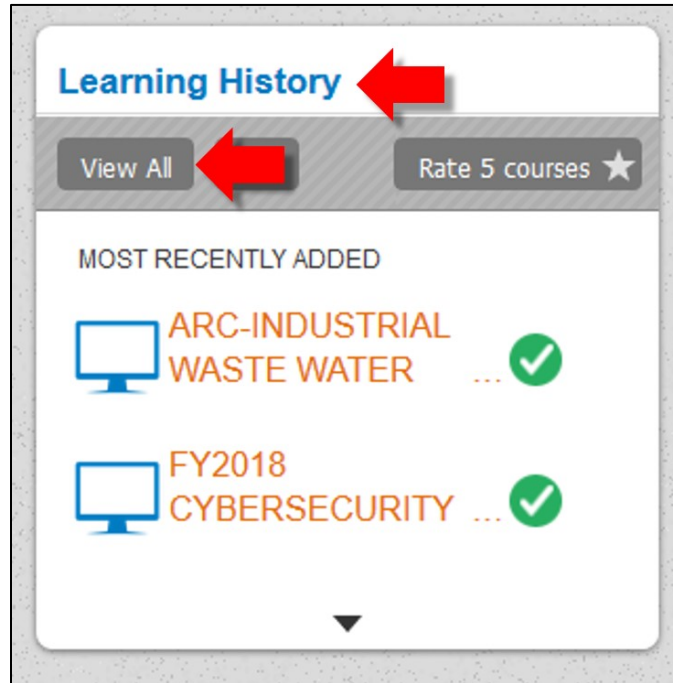 Learning History
View All
Rate 5 courses
MOST RECENTLY ADDED
ARC-INDUSTRIAL
WASTE WATER ...
FY2018
CYBERSECURITY ...